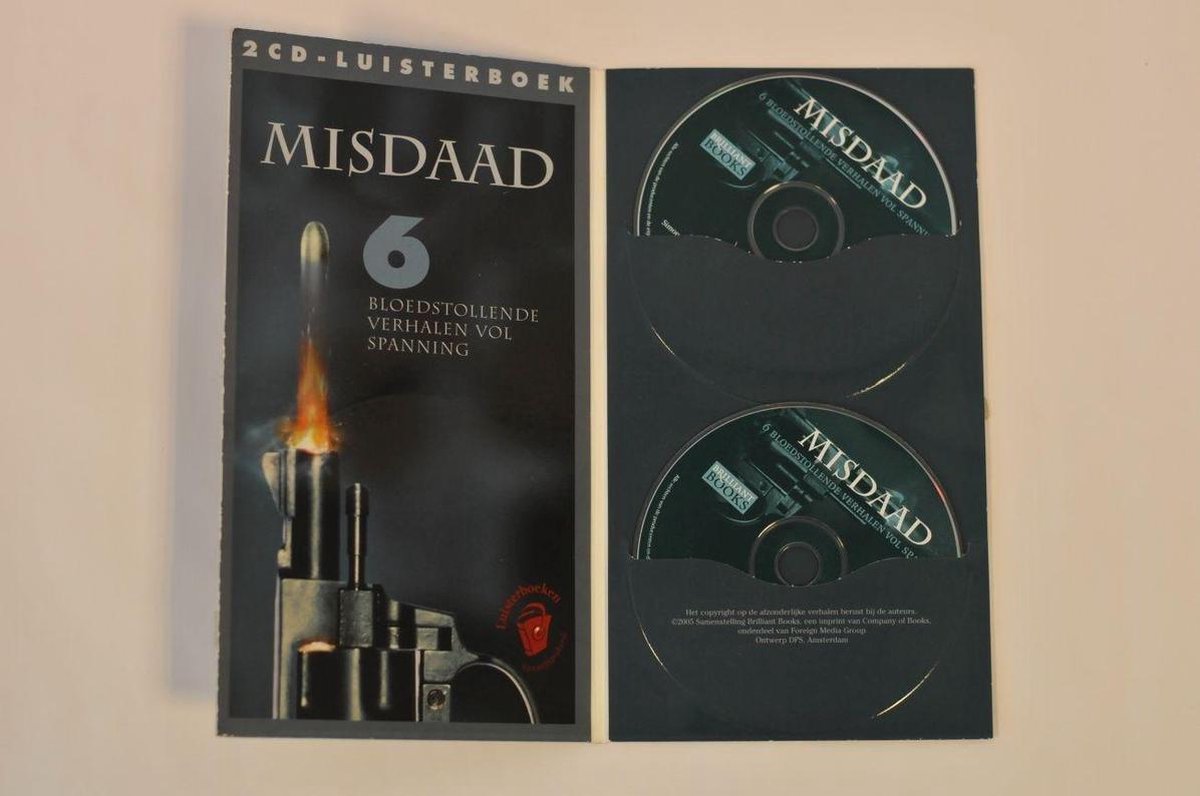 2CD-LUISTERBOEK
MISDAAD
6
BLOEDSTOLLENDE
VERHALEN VOL
SPANNING
Luisterboeken
MISDAAD
6 BLOEDSTOLLENDE VERHALEN VOL SPANNI
BRILLIANT
BOOKS
MISDAAD
6 BLOEDSTOLLENDE VERHALEN VOL SP
BRILLIANT
BOOKS
Het copyright op de afzonderlijke verhalen berust bij de auteurs.
©2005 Samenstelling Brilliant Books, een imprint van Company of Books,
onderdeel van Foreign Media Group
Ontwerp DPS, Amsterdam